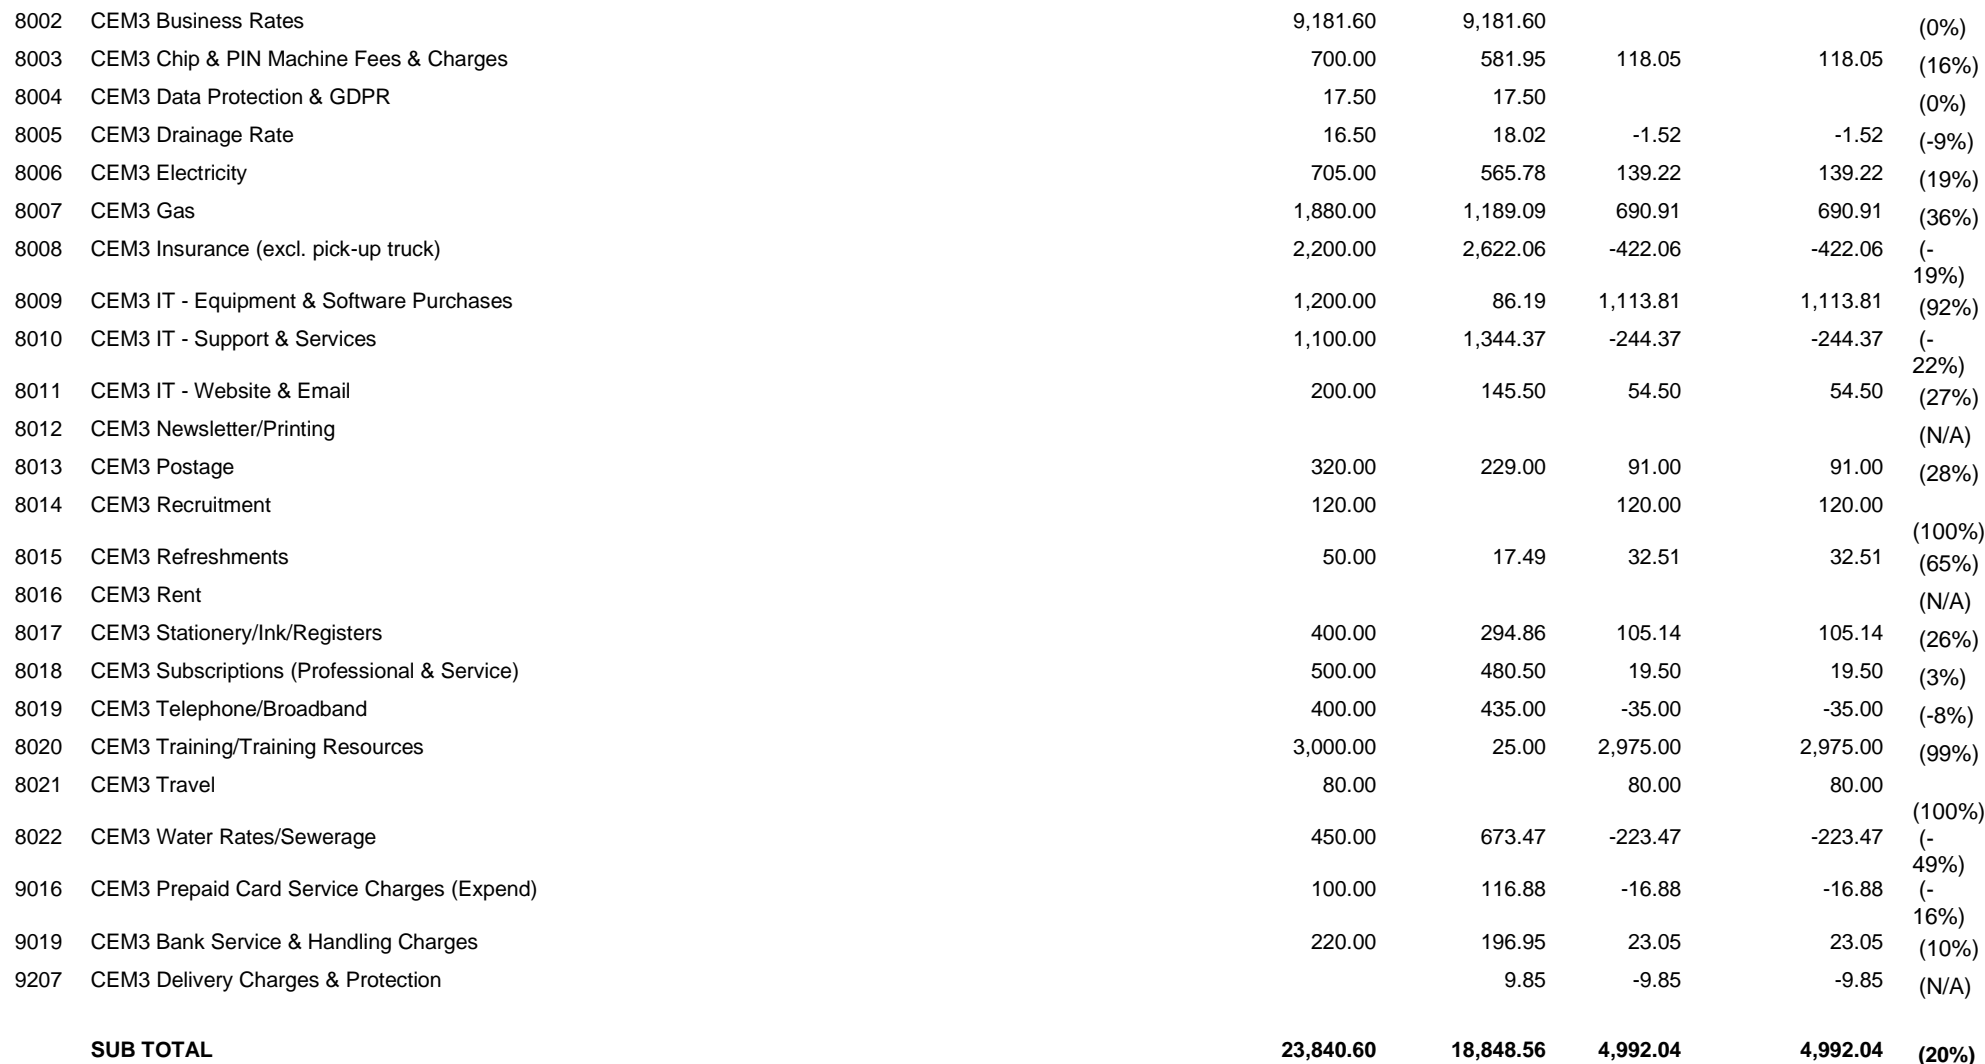 8002 CEM3 Business Rates 9,181.60 9,181.60 (0%)
8003 CEM3 Chip & PIN Machine Fees & Charges 700.00 581.95 118.05 118.05 (16%)
8004 CEM3 Data Protection & GDPR 17.50 17.50 (0%)
8005 CEM3 Drainage Rate 16.50 18.02 -1.52 -1.52 (-9%)
8006 CEM3 Electricity 705.00 565.78 139.22 139.22 (19%)
8007 CEM3 Gas 1,880.00 1,189.09 690.91 690.91 (36%)
8008 CEM3 Insurance (excl. pick-up truck) 2,200.00 2,622.06 -422.06 -422.06 (-
19%)
8009 CEM3 IT - Equipment & Software Purchases 1,200.00 86.19 1,113.81 1,113.81 (92%)
8010 CEM3 IT - Support & Services 1,100.00 1,344.37 -244.37 -244.37 (-
22%)
8011 CEM3 IT - Website & Email 200.00 145.50 54.50 54.50 (27%)
8012 CEM3 Newsletter/Printing (N/A)
8013 CEM3 Postage 320.00 229.00 91.00 91.00 (28%)
8014 CEM3 Recruitment 120.00 120.00 120.00
(100%)
8015 CEM3 Refreshments 50.00 17.49 32.51 32.51 (65%)
8016 CEM3 Rent (N/A)
8017 CEM3 Stationery/Ink/Registers 400.00 294.86 105.14 105.14 (26%)
8018 CEM3 Subscriptions (Professional & Service) 500.00 480.50 19.50 19.50 (3%)
8019 CEM3 Telephone/Broadband 400.00 435.00 -35.00 -35.00 (-8%)
8020 CEM3 Training/Training Resources 3,000.00 25.00 2,975.00 2,975.00 (99%)
8021 CEM3 Travel 80.00 80.00 80.00
(100%)
8022 CEM3 Water Rates/Sewerage 450.00 673.47 -223.47 -223.47 (-
49%)
9016 CEM3 Prepaid Card Service Charges (Expend) 100.00 116.88 -16.88 -16.88 (-
16%)
9019 CEM3 Bank Service & Handling Charges 220.00 196.95 23.05 23.05 (10%)
9207 CEM3 Delivery Charges & Protection 9.85 -9.85 -9.85 (N/A)
SUB TOTAL 23,840.60 18,848.56 4,992.04 4,992.04 (20%)